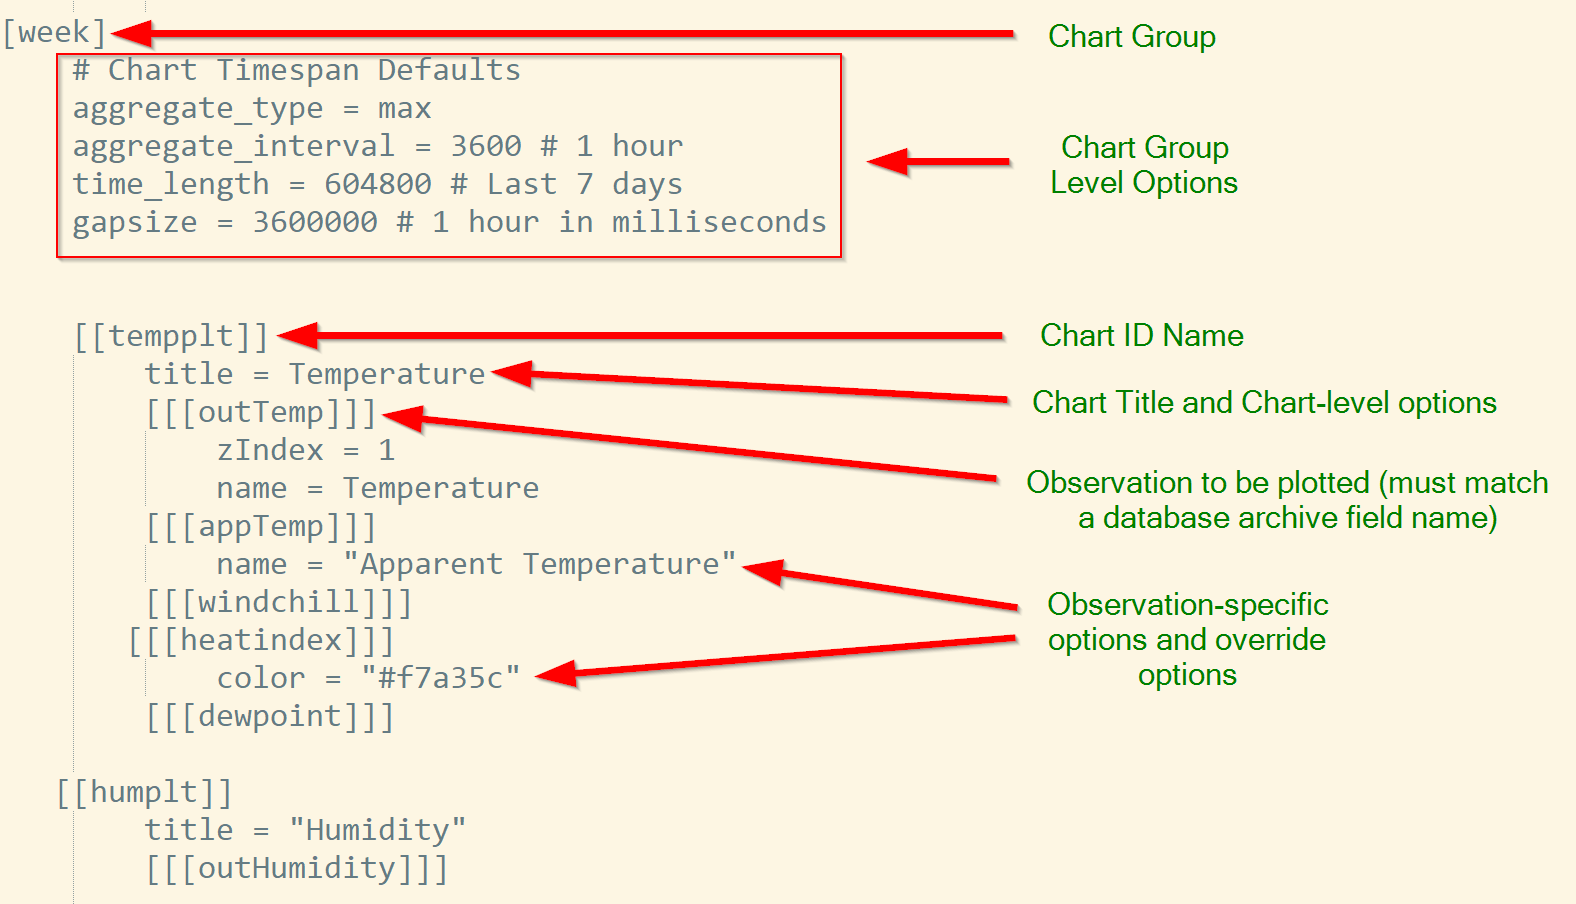 [week]
Chart Group
# Chart Timespan Defaults
aggregate_type = max
aggregate_interval = 3600 # 1 hour
time_length = 604800 # Last 7 days
gapsize = 3600000 # 1 hour in milliseconds
Chart Group
Level Options
[[tempplt]]
Chart ID Name
title = Temperature
Chart Title and Chart-level options
[[[outTemp]]]
zIndex = 1
name = Temperature
Observation to be plotted (must match
a database archive field name)
[[[appTemp]]]
name = "Apparent Temperature"
[[[windchill]]]
[[[heatindex]]]
color = "#f7a35c"
Observation-specific
options and override
options
[[[dewpoint]]]
[[humplt]]
title = "Humidity"
[[[outHumidity]]]